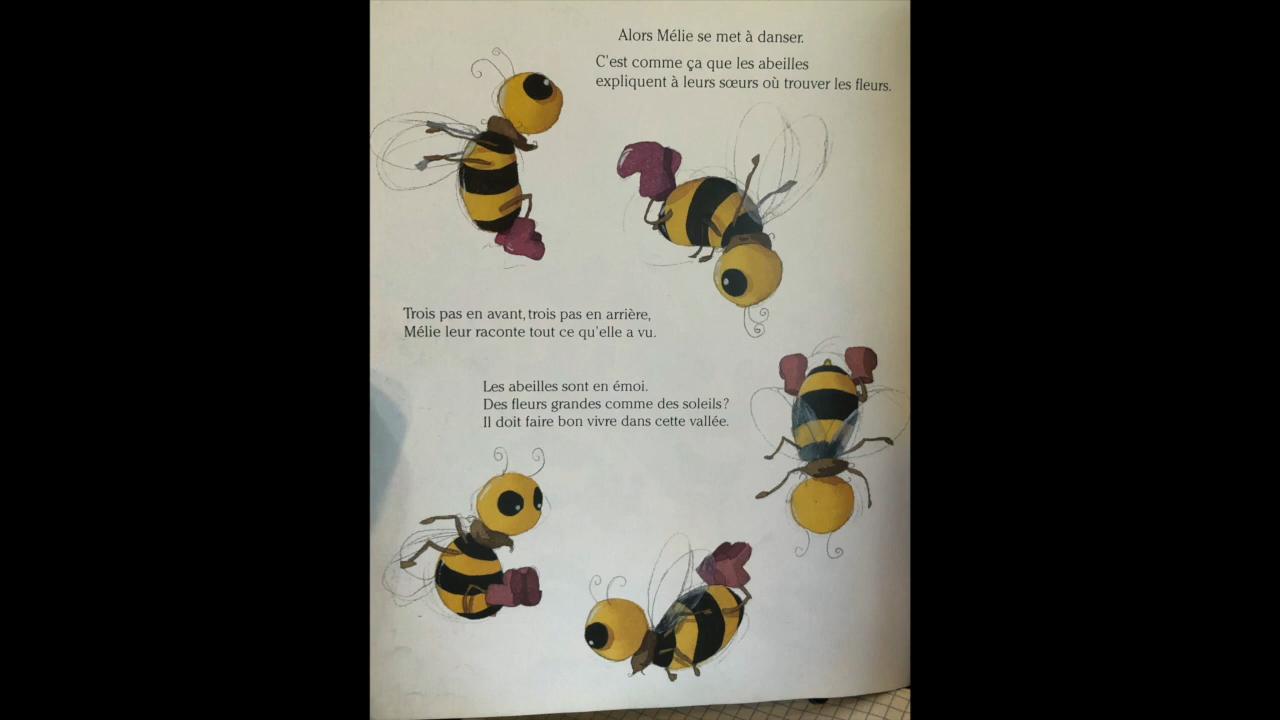 Alors Mélie se met à danser.
C'est comme ça que les abeilles
expliquent à leurs sœurs où trouver les fleurs.
Trois pas en avant, trois pas en arrière,
Mélie leur raconte tout ce qu'elle a vu.
Les abeilles sont en émoi.
Des fleurs grandes comme des soleils ?
Il doit faire bon vivre dans cette vallée.